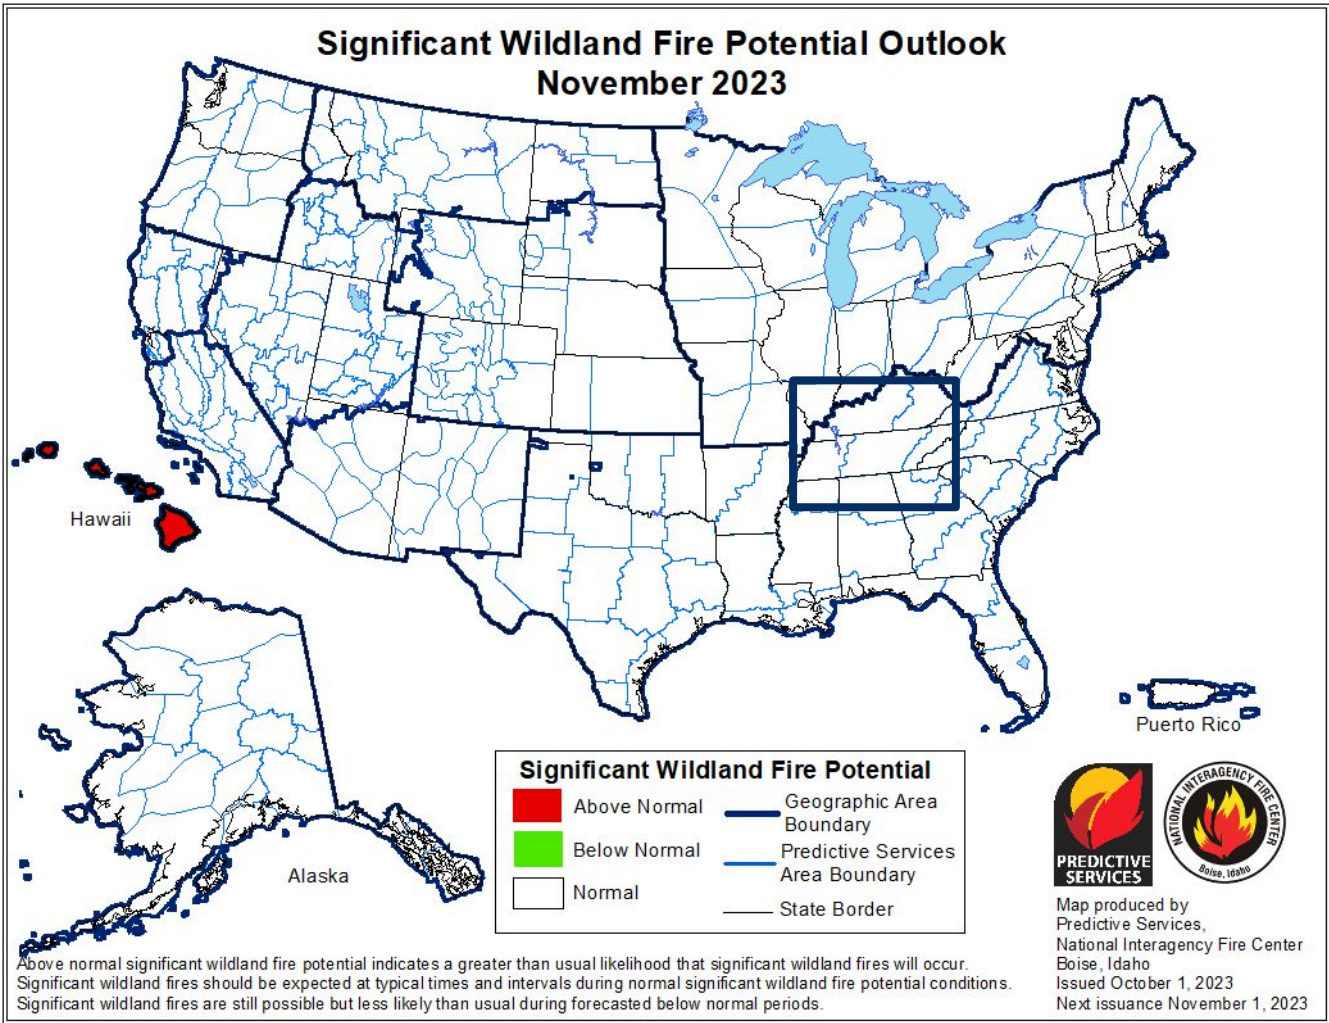 Significant Wildland Fire Potential Outlook
November 2023
Hawaii
Alaska
Puerto Rico
Significant Wildland Fire Potential
Above Normal
Below Normal
Normal
Geographic Area
Boundary
Predictive Services
Area Boundary
State Border
PREDICTIVE
SERVICES
NATIONAL INTERAGENCY FIRE CENTER
Boise, Idaho
Map produced by
Predictive Services,
National Interagency Fire Center
Boise, Idaho
Issued October 1, 2023
Next issuance November 1, 2023
Above normal significant wildland fire potential indicates a greater than usual likelihood that significant wildland fires will occur.
Significant wildland fires should be expected at typical times and intervals during normal significant wildland fire potential conditions.
Significant wildland fires are still possible but less likely than usual during forecasted below normal periods.